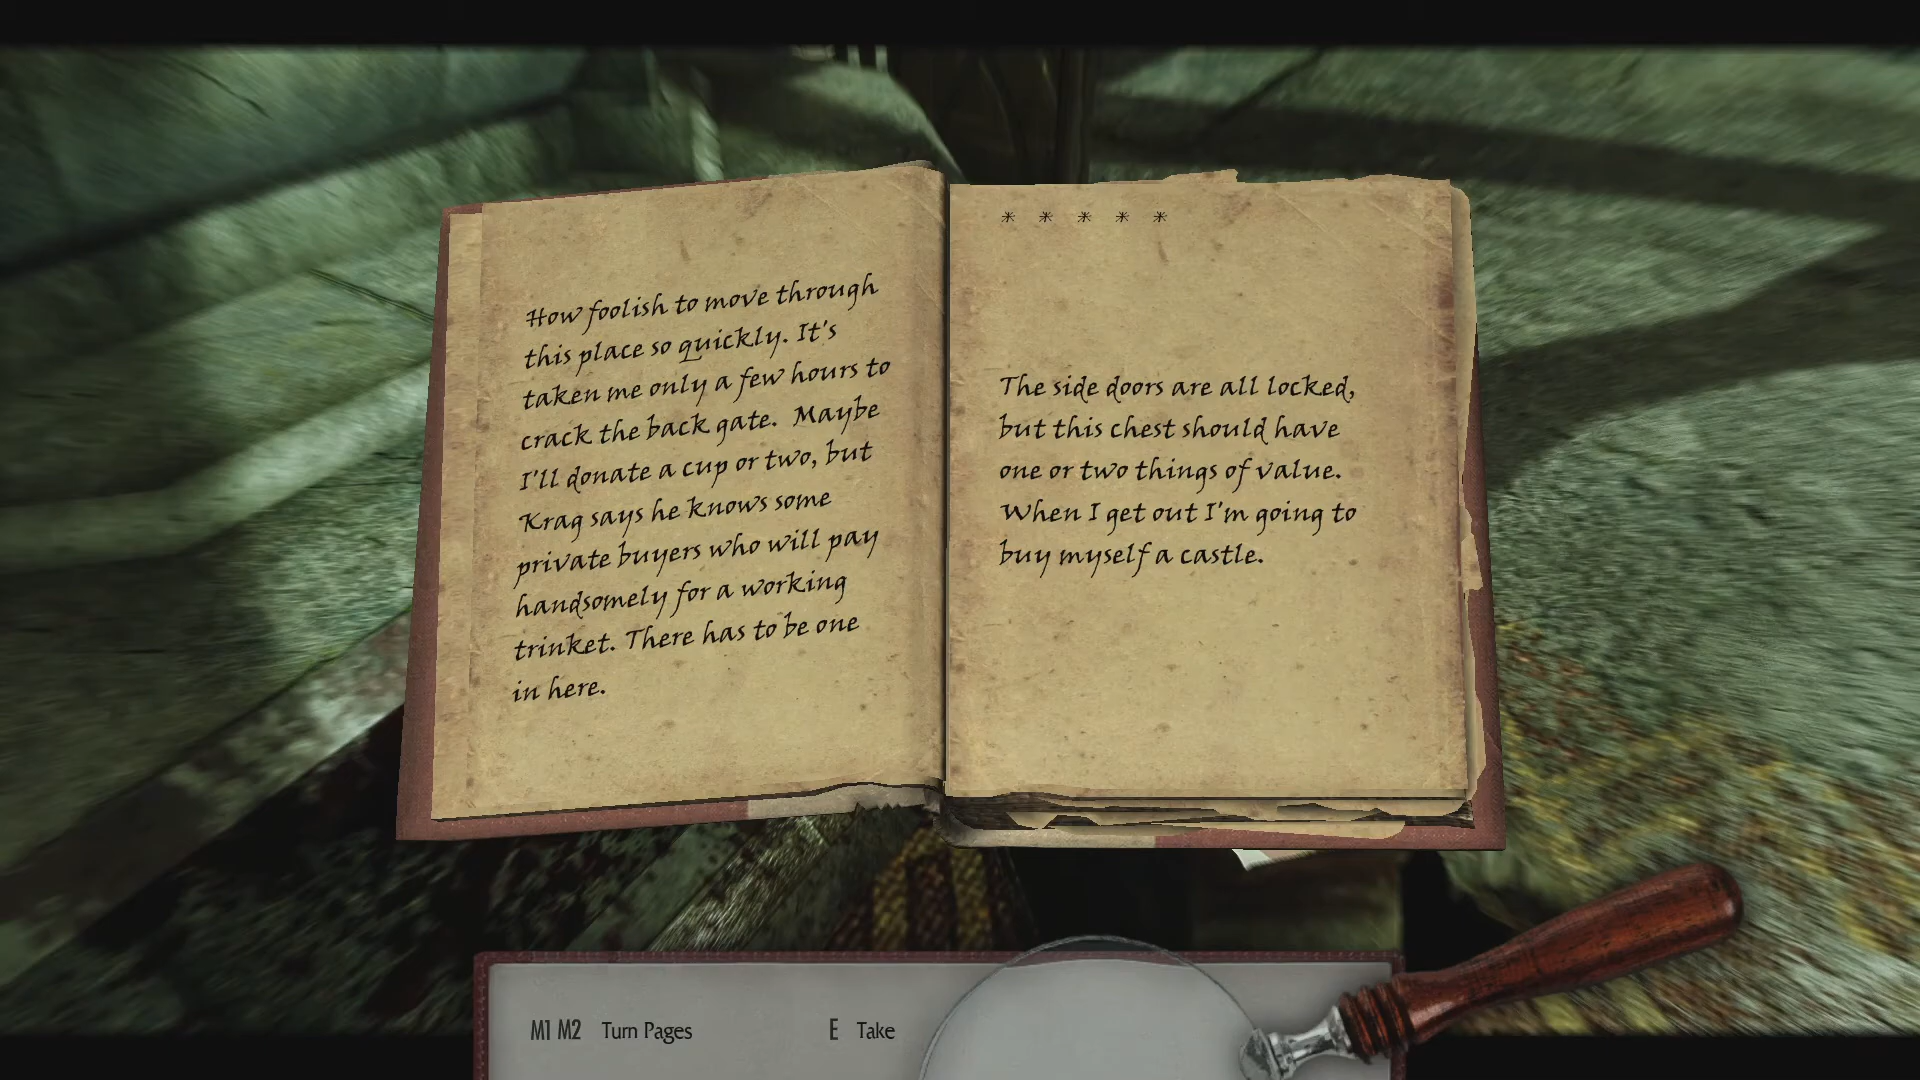 How foolish to move through
this place so quickly. It's
taken me only a few hours to
crack the back gate. Maybe
I'll donate a cup or two, but
Krag says he knows some
private buyers who will pay
handsomely for a working
trinket. There has to be one
in here.
* * * * *
The side doors are all locked,
but this chest should have
one or two things of value.
When I get out I'm going to
buy myself a castle.
M1 M2 Turn Pages
E Take